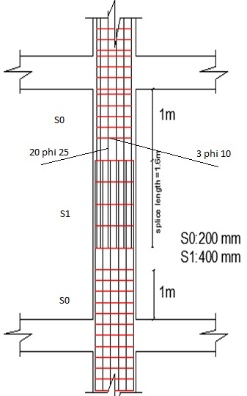 S0
1m
20 phi 25
3 phi 10
splice length =1.6m
S1
S0:200 mm
S1:400 mm
S0
1m